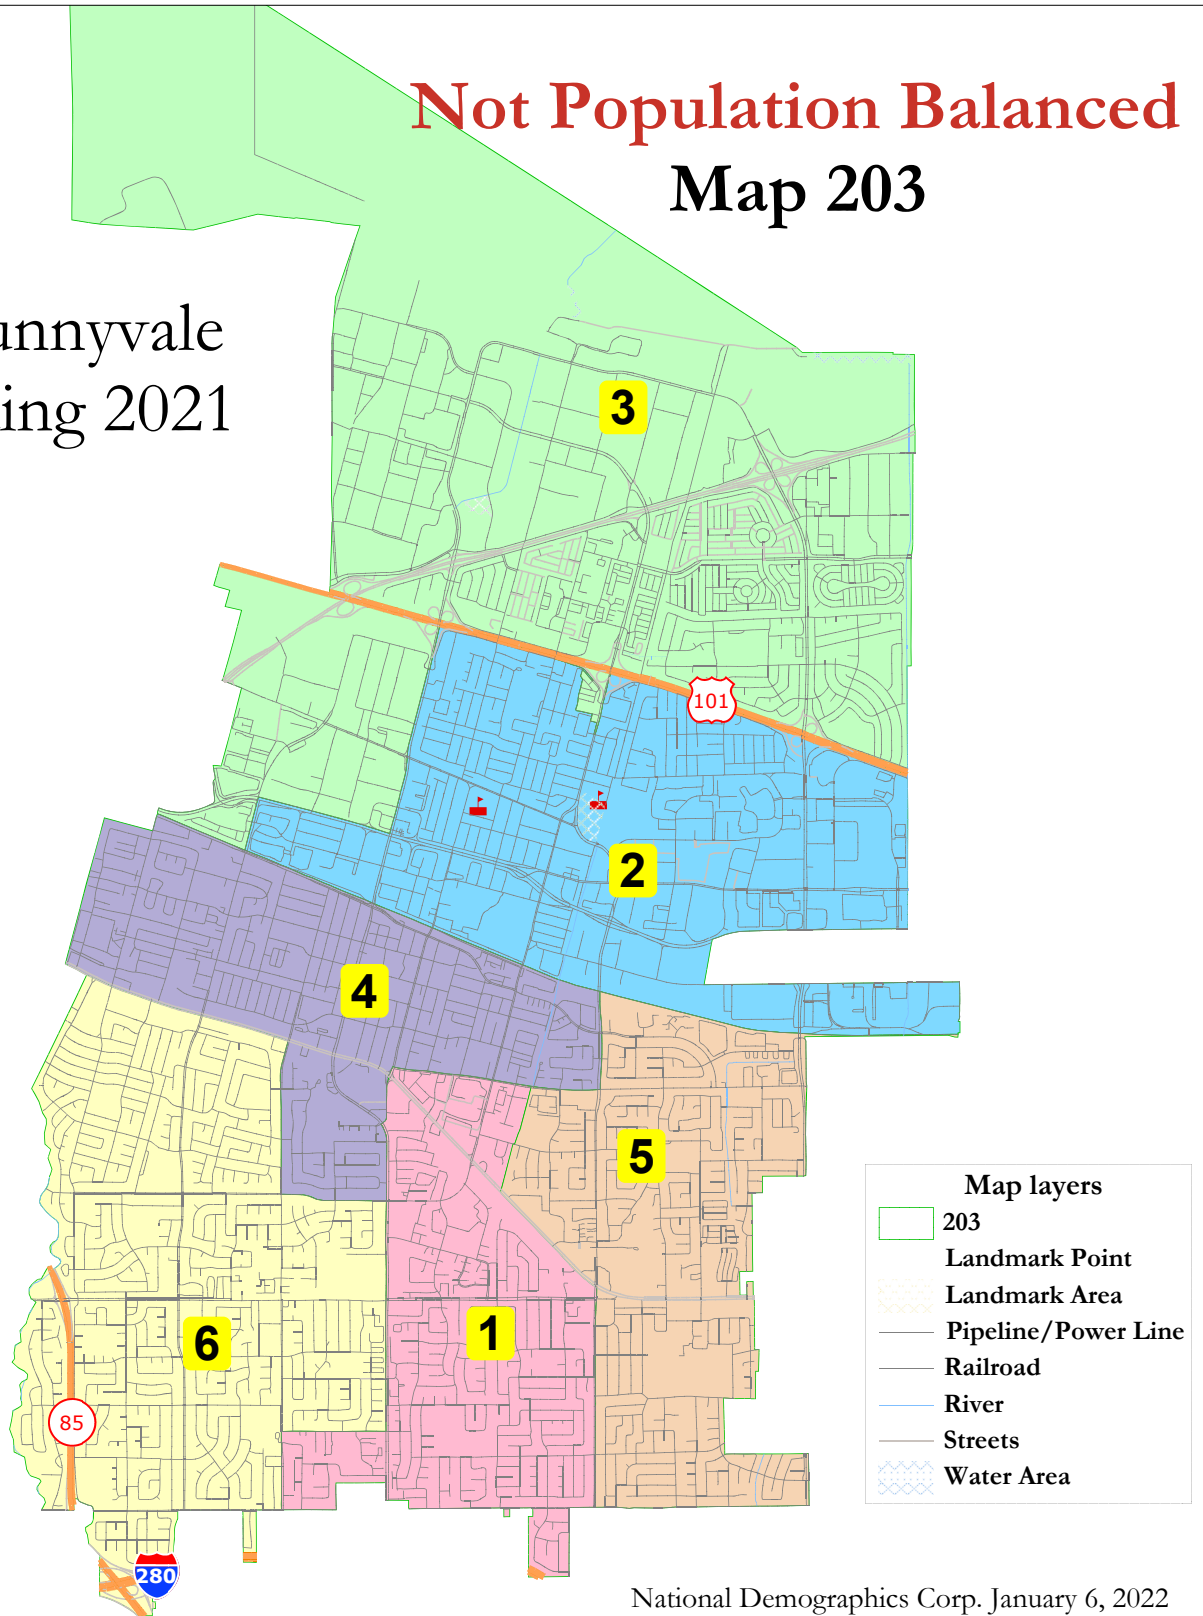 Not Population Balanced
Map 203
unnyvale
ing 2021
3
101
2
4
5
1
6
85
280
Map layers
203
Landmark Point
Landmark Area
Pipeline/Power Line
Railroad
River
Streets
Water Area
National Demographics Corp. January 6, 2022